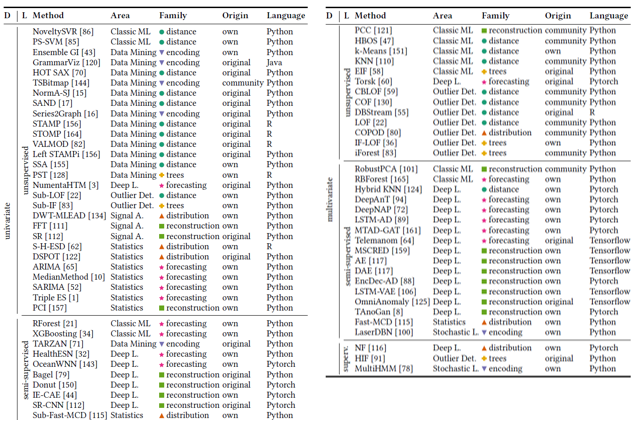 D L Method Area Family Origin Language
univariate
unsupervised
NoveltySVR [86] Classic ML distance own Python
PS-SVM [85] Classic ML distance own Python
Ensemble GI [43] Data Mining encoding own Python
GrammarViz [120] Data Mining encoding original Java
HOT SAX [70] Data Mining distance own Python
TSBitmap [144] Data Mining encoding community Python
NormA-SJ [15] Data Mining distance original Python
SAND [17] Data Mining distance original Python
Series2Graph [16] Data Mining encoding original Python
STAMP [156] Data Mining distance original R
STOMP [164] Data Mining distance original R
VALMOD [82] Data Mining distance original R
Left STAMPi [156] Data Mining distance original Python
SSA [155] Data Mining distance own Python
PST [128] Data Mining trees own R
NumentaHTM [3] Deep L. forecasting original Python
Sub-LOF [22] Outlier Det. distance own Python
Sub-IF [83] Outlier Det. trees own Python
DWT-MLEAD [134] Signal A. distribution own Python
FFT [111] Signal A. reconstruction own Python
SR [112] Signal A. reconstruction original Python
S-H-ESD [62] Statistics distribution own R
DSPOT [122] Statistics distribution original Python
ARIMA [65] Statistics forecasting own Python
MedianMethod [10] Statistics forecasting own Python
SARIMA [52] Statistics forecasting own Python
Triple ES [1] Statistics forecasting own Python
PCI [157] Statistics reconstruction own Python
semi-supervised
RForest [21] Classic ML forecasting own Python
XGBoosting [34] Classic ML forecasting own Python
TARZAN [71] Data Mining encoding original Python
HealthESN [32] Deep L. forecasting own Python
OceanWNN [143] Deep L. forecasting own Pytorch
Bagel [79] Deep L. reconstruction original Pytorch
Donut [150] Deep L. reconstruction original Pytorch
IE-CAE [44] Deep L. reconstruction own Pytorch
SR-CNN [112] Deep L. reconstruction original Pytorch
Sub-Fast-MCD [115] Statistics distribution own Python
D L Method Area Family Origin Language
multivariate
unsupervised
PCC [121] Classic ML reconstruction community Python
HBOS [47] Classic ML distance community Python
k-Means [151] Classic ML distance own Python
KNN [110] Classic ML distance community Python
EIF [58] Classic ML trees original Python
Torsk [60] Deep L. forecasting original Pytorch
CBLOF [59] Outlier Det. distance community Python
COF [130] Outlier Det. distance community Python
DBStream [55] Outlier Det. distance original R
LOF [22] Outlier Det. distance community Python
COPOD [80] Outlier Det. distribution community Python
IF-LOF [36] Outlier Det. trees own Python
iForest [83] Outlier Det. trees community Python
semi-supervised
RobustPCA [101] Classic ML reconstruction community Python
RBForest [165] Classic ML forecasting own Python
Hybrid KNN [124] Deep L. distance own Pytorch
DeepAnT [94] Deep L. forecasting own Pytorch
DeepNAP [72] Deep L. forecasting own Pytorch
LSTM-AD [89] Deep L. forecasting own Pytorch
MTAD-GAT [161] Deep L. forecasting own Pytorch
Telemanom [64] Deep L. forecasting original Tensorflow
MSCRED [159] Deep L. reconstruction own Tensorflow
AE [117] Deep L. reconstruction own Tensorflow
DAE [117] Deep L. reconstruction own Tensorflow
EncDec-AD [88] Deep L. reconstruction own Pytorch
LSTM-VAE [106] Deep L. reconstruction own Tensorflow
OmniAnomaly [125] Deep L. reconstruction original Tensorflow
TAnoGan [8] Deep L. reconstruction own Pytorch
Fast-MCD [115] Statistics distribution own Python
LaserDBN [100] Stochastic L. encoding own Python
superv.
NF [116] Deep L. distribution own Pytorch
HIF [91] Outlier Det. trees original Python
MultiHMM [78] Stochastic L. encoding own Python